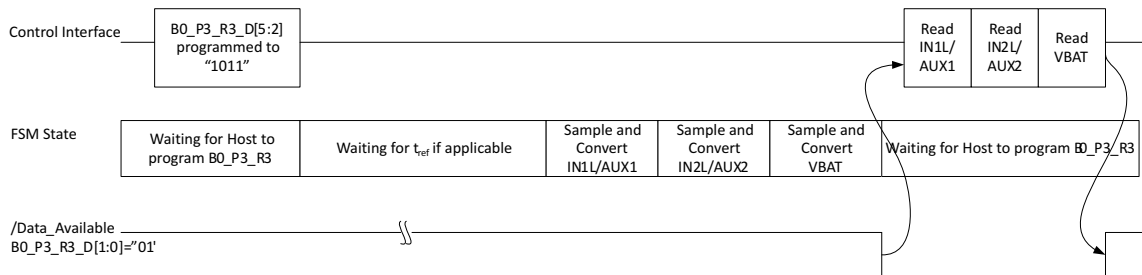 Control Interface
B0_P3_R3_D[5:2]
programmed to
“1011”
Read
IN1L/
AUX1
Read
IN2L/
AUX2
Read
VBAT
FSM State
Waiting for Host to
program B0_P3_R3
Waiting for tref if applicable
Sample and
Convert
IN1L/AUX1
Sample and
Convert
IN2L/AUX2
Sample and
Convert
VBAT
Waiting for Host to program B0_P3_R3
/Data_Available
B0_P3_R3_D[1:0]=”01'